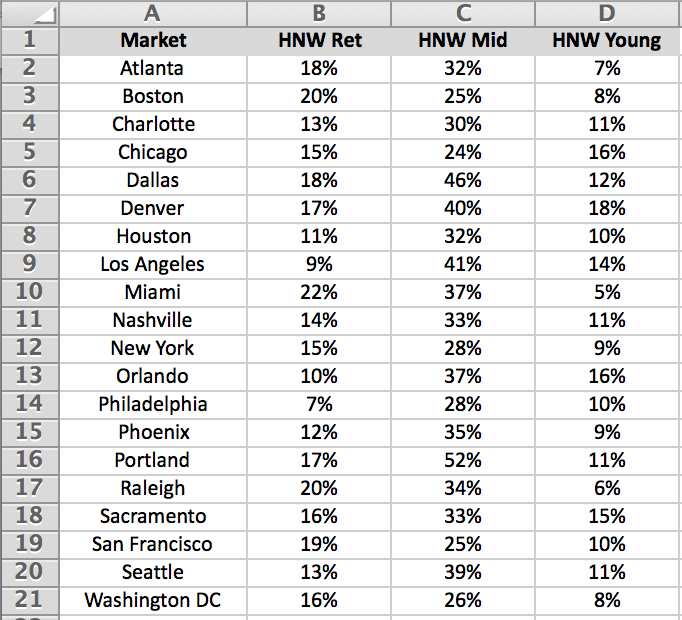 A B C D
1 Market HNW Ret HNW Mid HNW Young
2 Atlanta 18% 32% 7%
3 Boston 20% 25% 8%
4 Charlotte 13% 30% 11%
5 Chicago 15% 24% 16%
6 Dallas 18% 46% 12%
7 Denver 17% 40% 18%
8 Houston 11% 32% 10%
9 Los Angeles 9% 41% 14%
10 Miami 22% 37% 5%
11 Nashville 14% 33% 11%
12 New York 15% 28% 9%
13 Orlando 10% 37% 16%
14 Philadelphia 7% 28% 10%
15 Phoenix 12% 35% 9%
16 Portland 17% 52% 11%
17 Raleigh 20% 34% 6%
18 Sacramento 16% 33% 15%
19 San Francisco 19% 25% 10%
20 Seattle 13% 39% 11%
21 Washington DC 16% 26% 8%